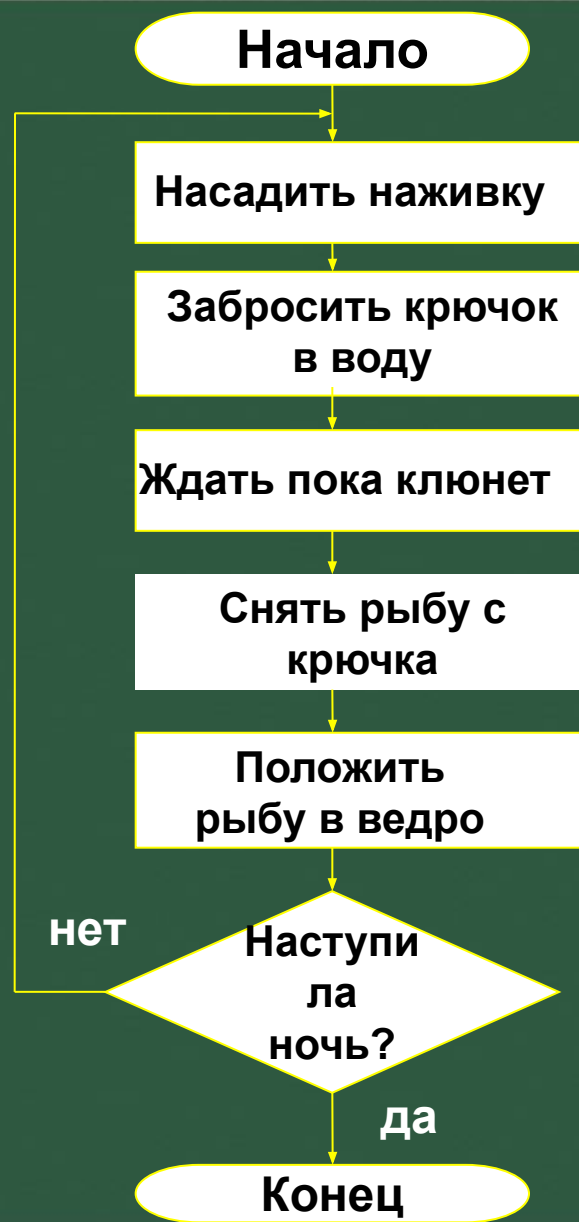 Начало
Насадить наживку
Забросить крючок
в воду
Ждать пока клюнет
Снять рыбу с
крючка
Положить
рыбу в ведро
нет
Наступи
ла
ночь?
да
Конец